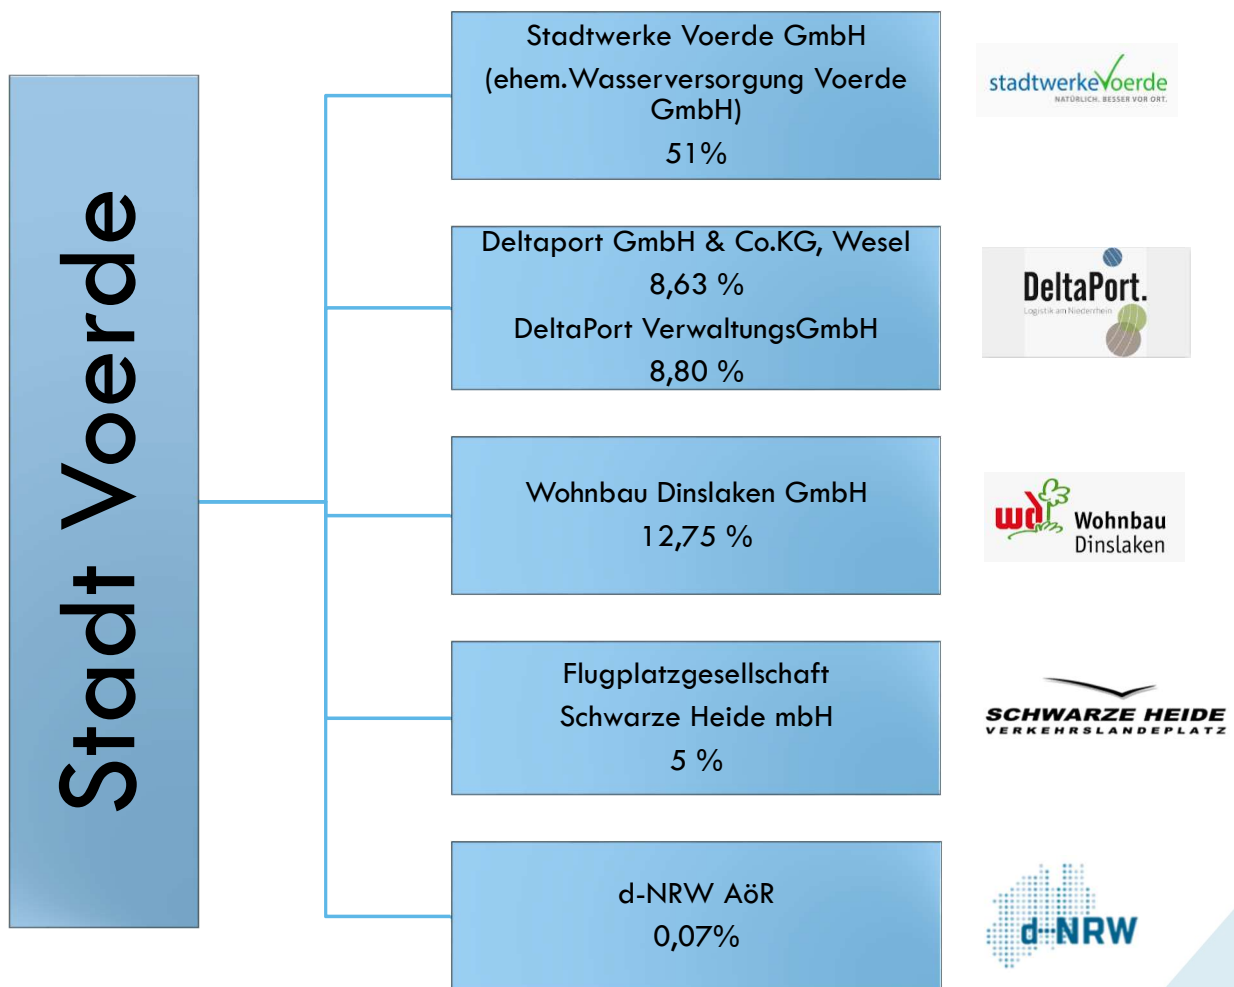 Stadt Voerde
Stadtwerke Voerde GmbH
(ehem.Wasserversorgung Voerde
GmbH)
51%
stadtwerkeVoerde
NATÜRLICH. BESSER VOR ORT.
Deltaport GmbH & Co.KG, Wesel
8,63 %
DeltaPort VerwaltungsGmbH
8,80 %
DeltaPort.
Logistik am Niederrhein
Wohnbau Dinslaken GmbH
12,75 %
wd
Wohnbau
Dinslaken
Flugplatzgesellschaft
Schwarze Heide mbH
5 %
SCHWARZE HEIDE
VERKEHRSLANDEPLATZ
d-NRW AöR
0,07%
d-NRW